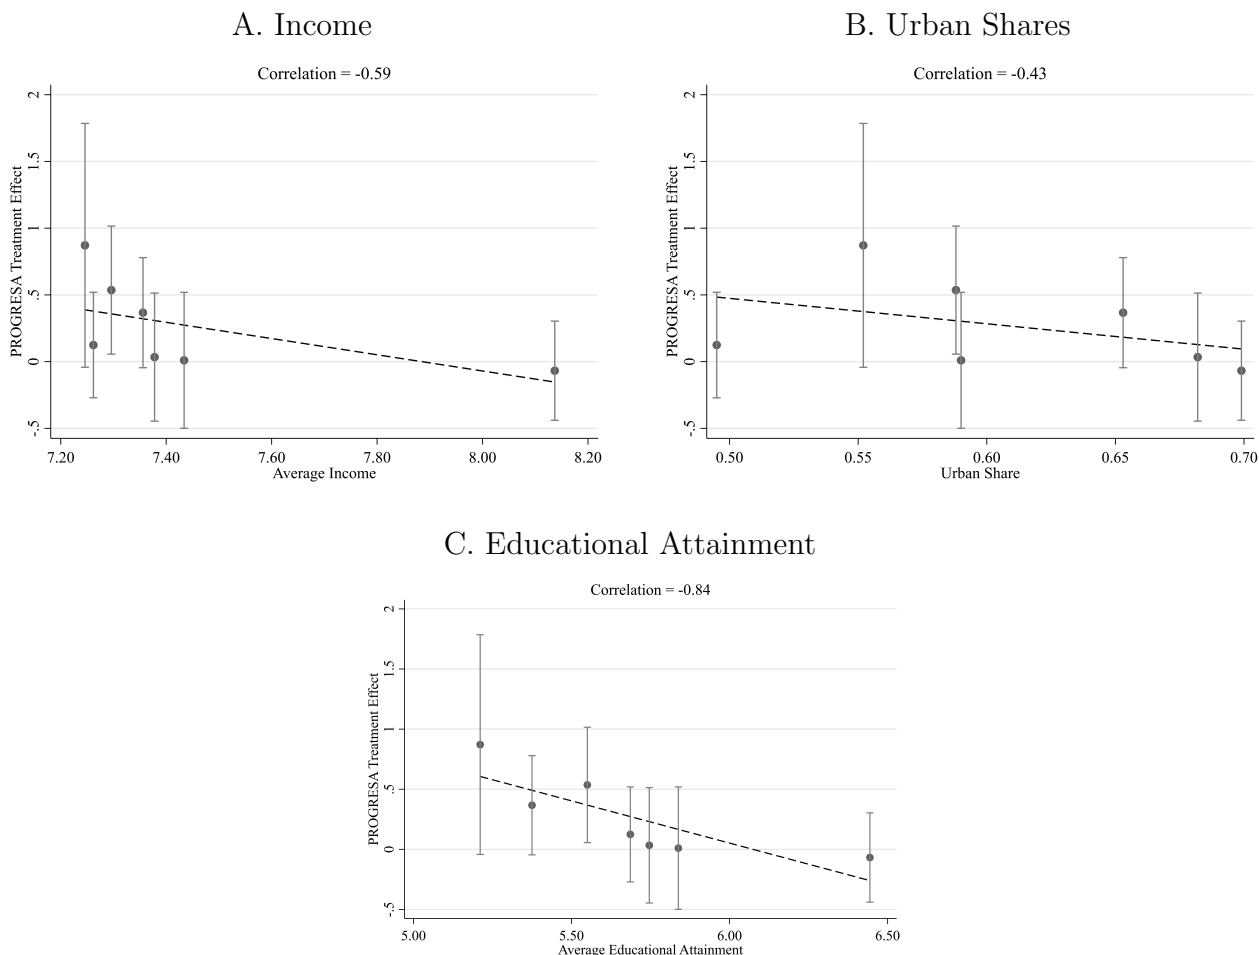 A. Income
Correlation = -0.59
PROGRESA Treatment Effect
2
1.5
1
.5
0
-.5
7.20 7.40 7.60 7.80 8.00 8.20
Average Income
B. Urban Shares
Correlation = -0.43
PROGRESA Treatment Effect
2
1.5
1
.5
0
-.5
0.50 0.55 0.60 0.65 0.70
Urban Share
C. Educational Attainment
Correlation = -0.84
PROGRESA Treatment Effect
2
1.5
1
.5
0
-.5
5.00 5.50 6.00 6.50
Average Educational Attainment